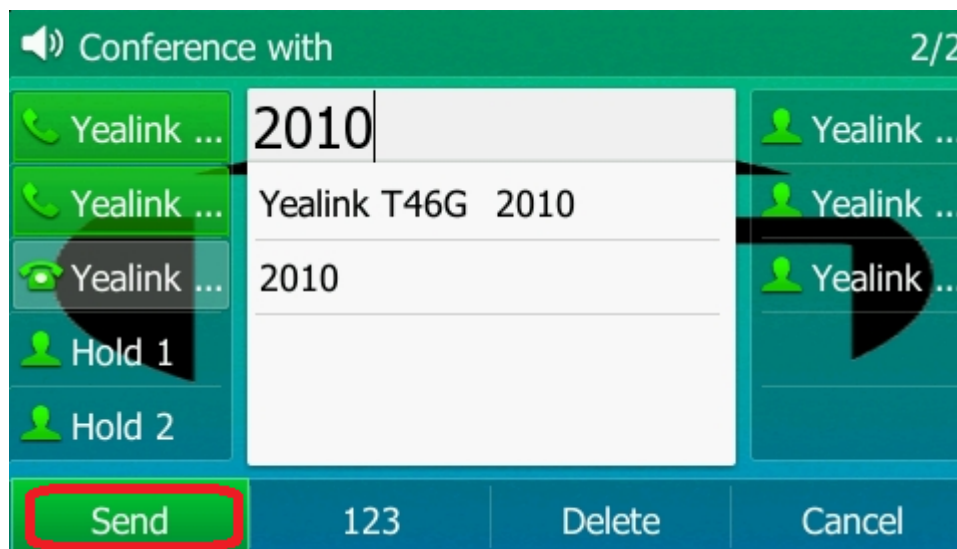 Conference with 2/2
Yealink ...
Yealink ...
Yealink ...
Hold 1
Hold 2
2010
Yealink T46G 2010
2010
Yealink ...
Yealink ...
Yealink ...
Send 123 Delete Cancel